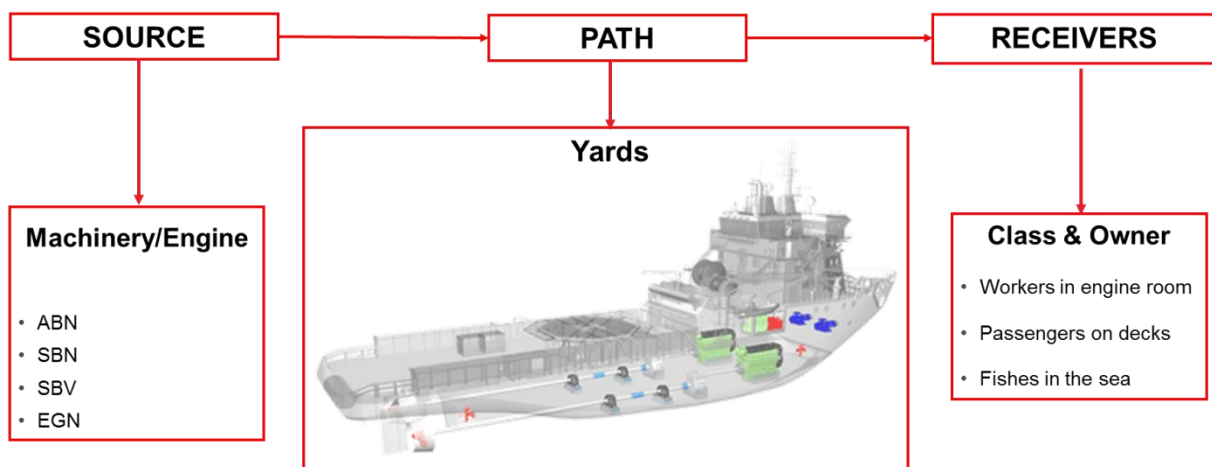 SOURCE
PATH
RECEIVERS
Machinery/Engine
• ABN
• SBN
• SBV
• EGN
Yards
Class & Owner
• Workers in engine room
• Passengers on decks
• Fishes in the sea